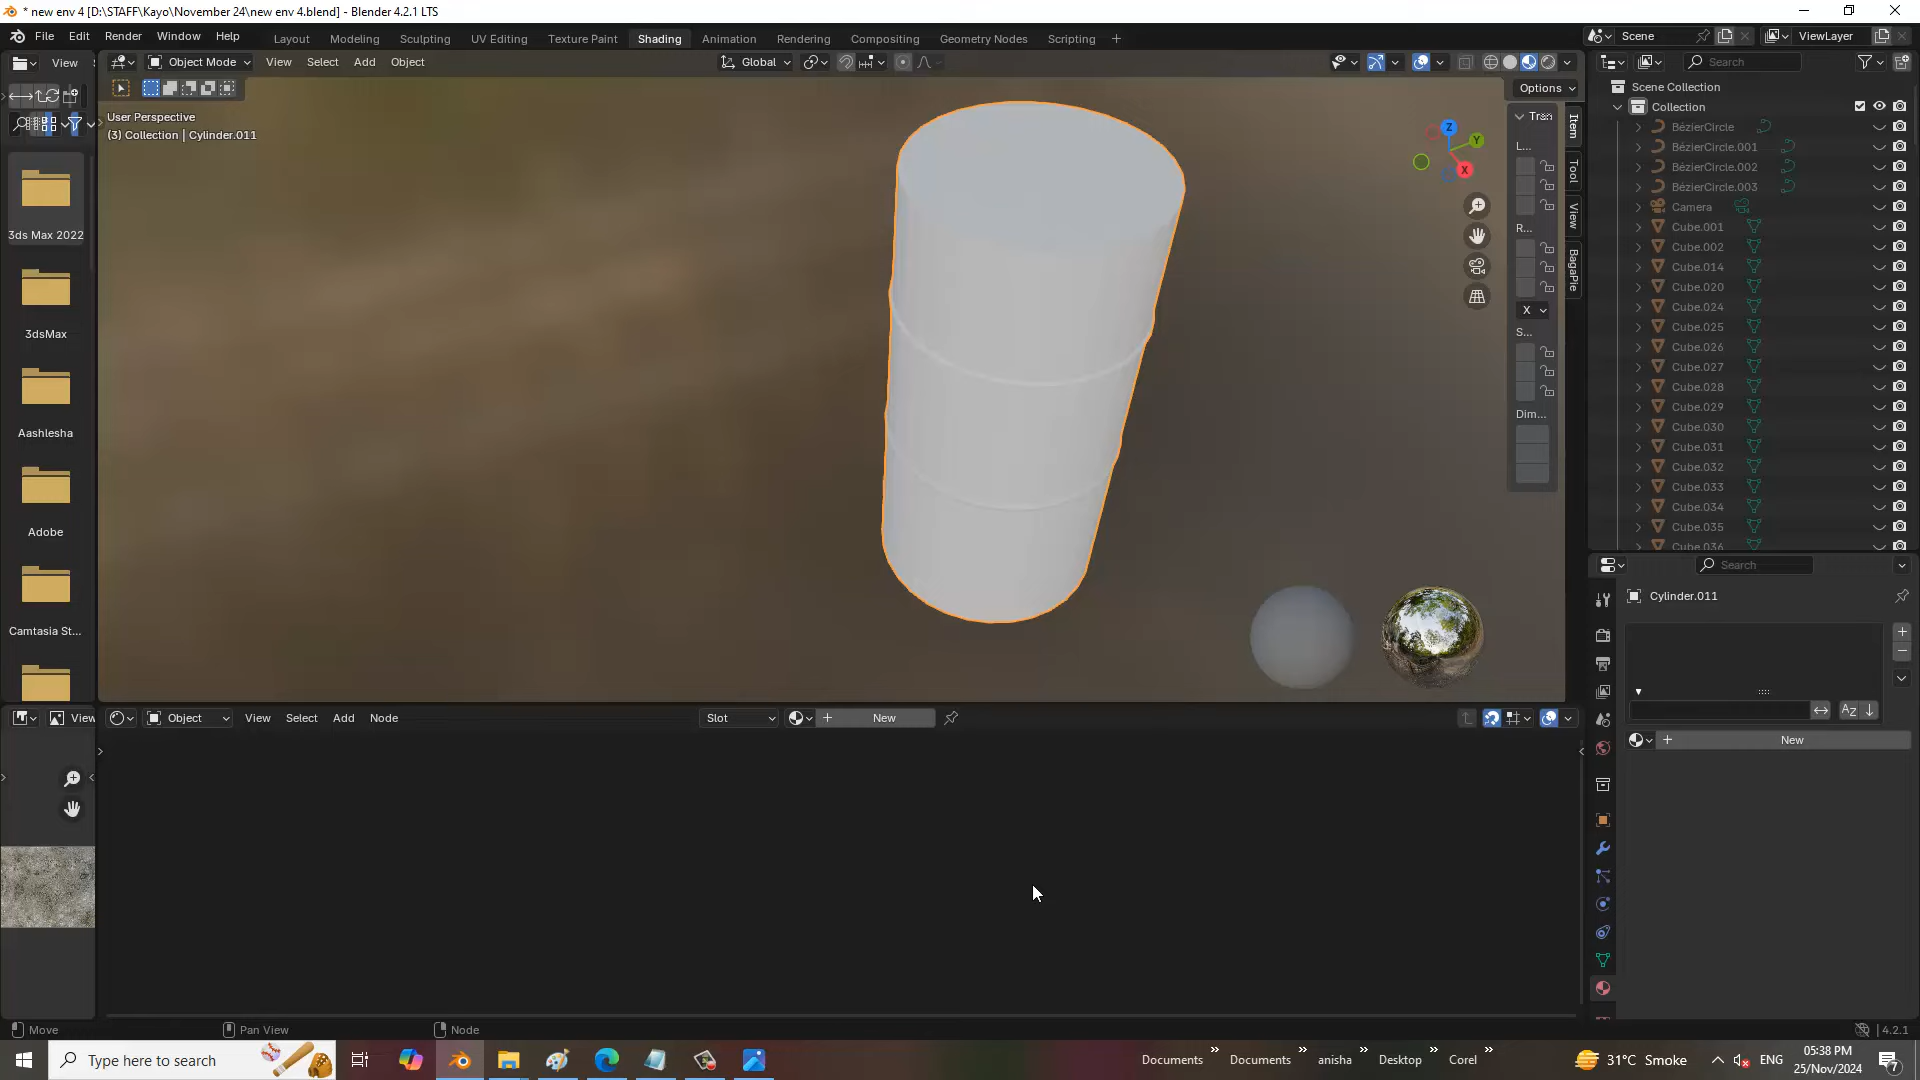 * new env 4 [D:\STAFF\Kayo\November 24\new env 4.blend] - Blender 4.2.1 LTS
File Edit Render Window Help
Layout Modeling Sculpting UV Editing Texture Paint Shading Animation Rendering Compositing Geometry Nodes Scripting
Scene ViewLayer
View Object Mode View Select Add Object Global
Search
Options
User Perspective
(3) Collection | Cylinder.011
Z
Y
X
Item
Tool
View
BagaPie
L...
R...
X
S...
Dim...
3ds Max 2022
3dsMax
Aashlesha
Adobe
Camtasia St...
Scene Collection
Collection
BézierCircle
BézierCircle.001
BézierCircle.002
BézierCircle.003
Camera
Cube.001
Cube.002
Cube.014
Cube.020
Cube.024
Cube.025
Cube.026
Cube.027
Cube.028
Cube.029
Cube.030
Cube.031
Cube.032
Cube.033
Cube.034
Cube.035
Cube.036
Search
Cylinder.011
New
View Object View Select Add Node Slot New
Move Pan View Node 4.2.1
Type here to search Documents Documents anisha Desktop Corel 31°C Smoke ENG
05:38 PM
25/Nov/2024
7